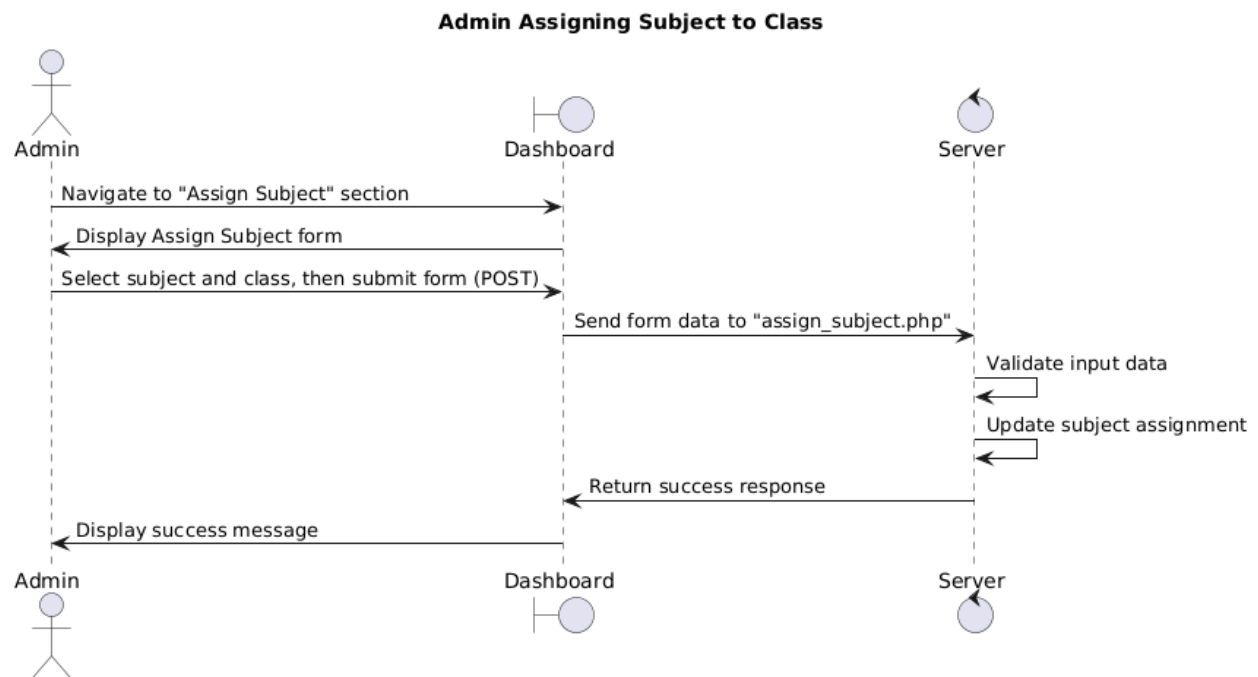 Admin Assigning Subject to Class
Admin
Dashboard
Server
Navigate to "Assign Subject" section
Display Assign Subject form
Select subject and class, then submit form (POST)
Send form data to "assign_subject.php"
Validate input data
Update subject assignment
Return success response
Display success message
Admin
Dashboard
Server